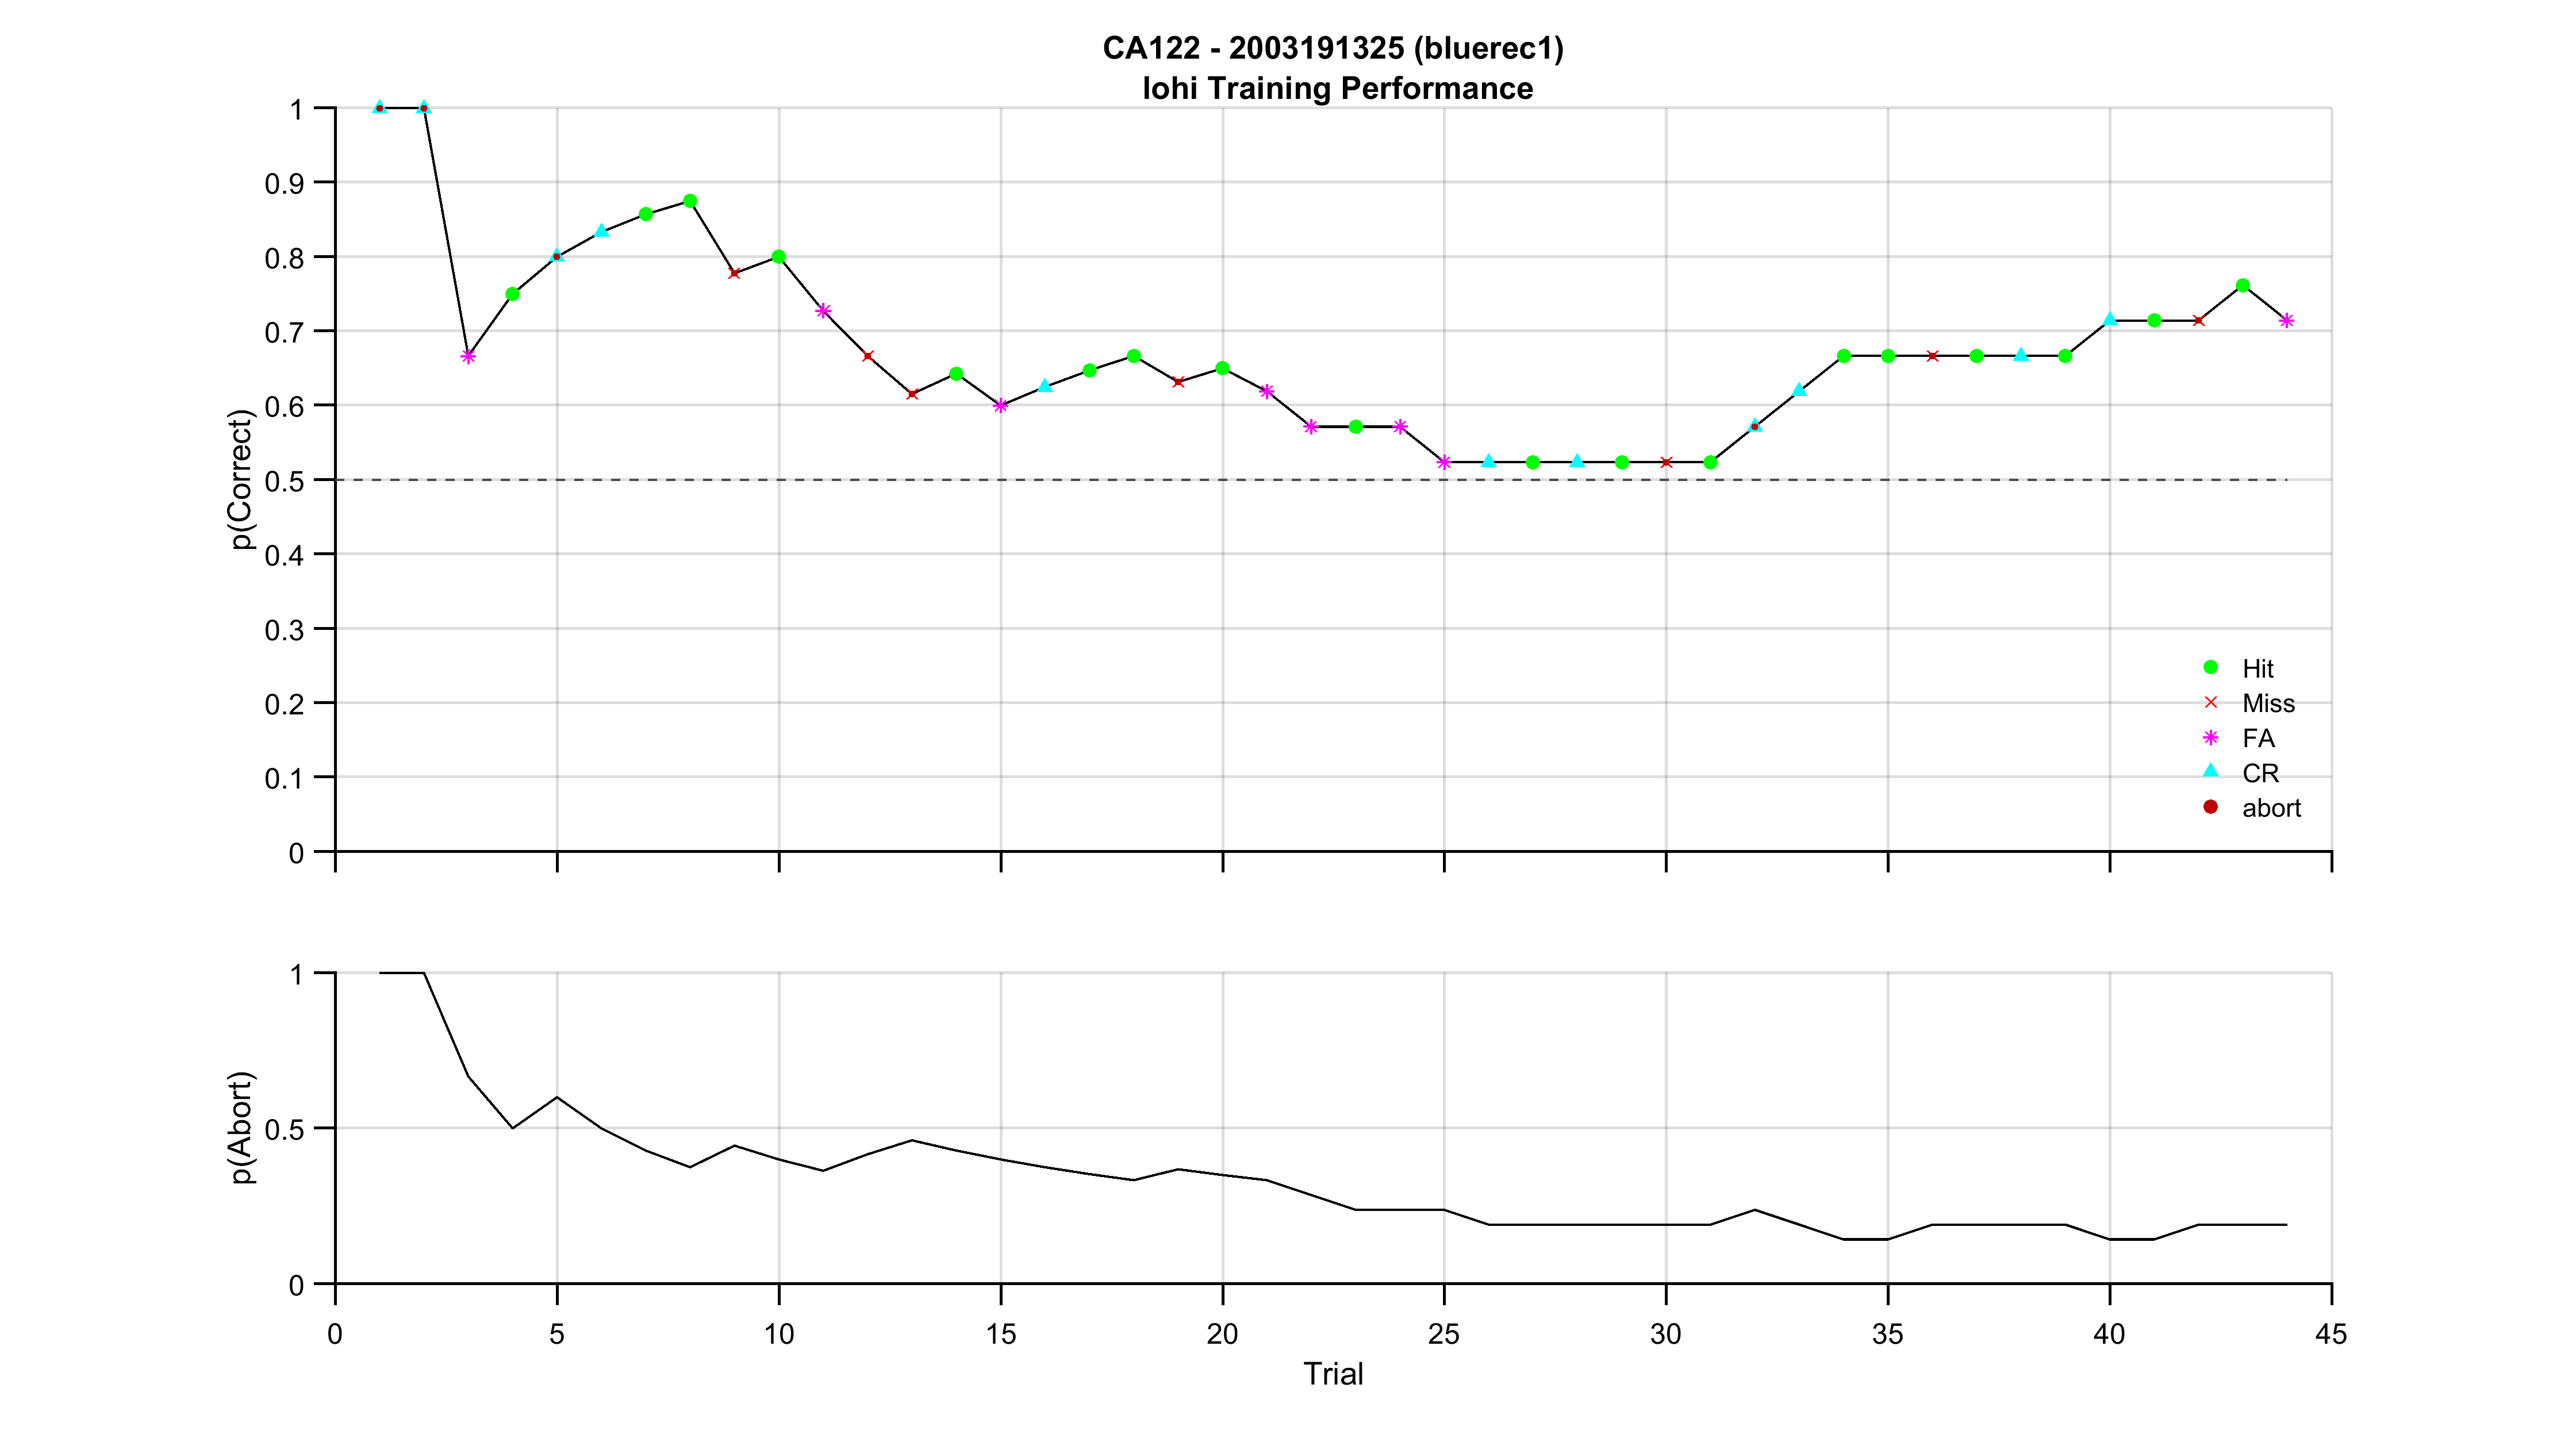 CA122 - 2003191325 (bluerec1)
lohi Training Performance
1
0.9
0.8
0.7
0.6
0.5
0.4
0.3
0.2
0.1
0
p(Correct)
Hit
Miss
FA
CR
abort
1
0.5
0
p(Abort)
0 5 10 15 20 25 30 35 40 45
Trial